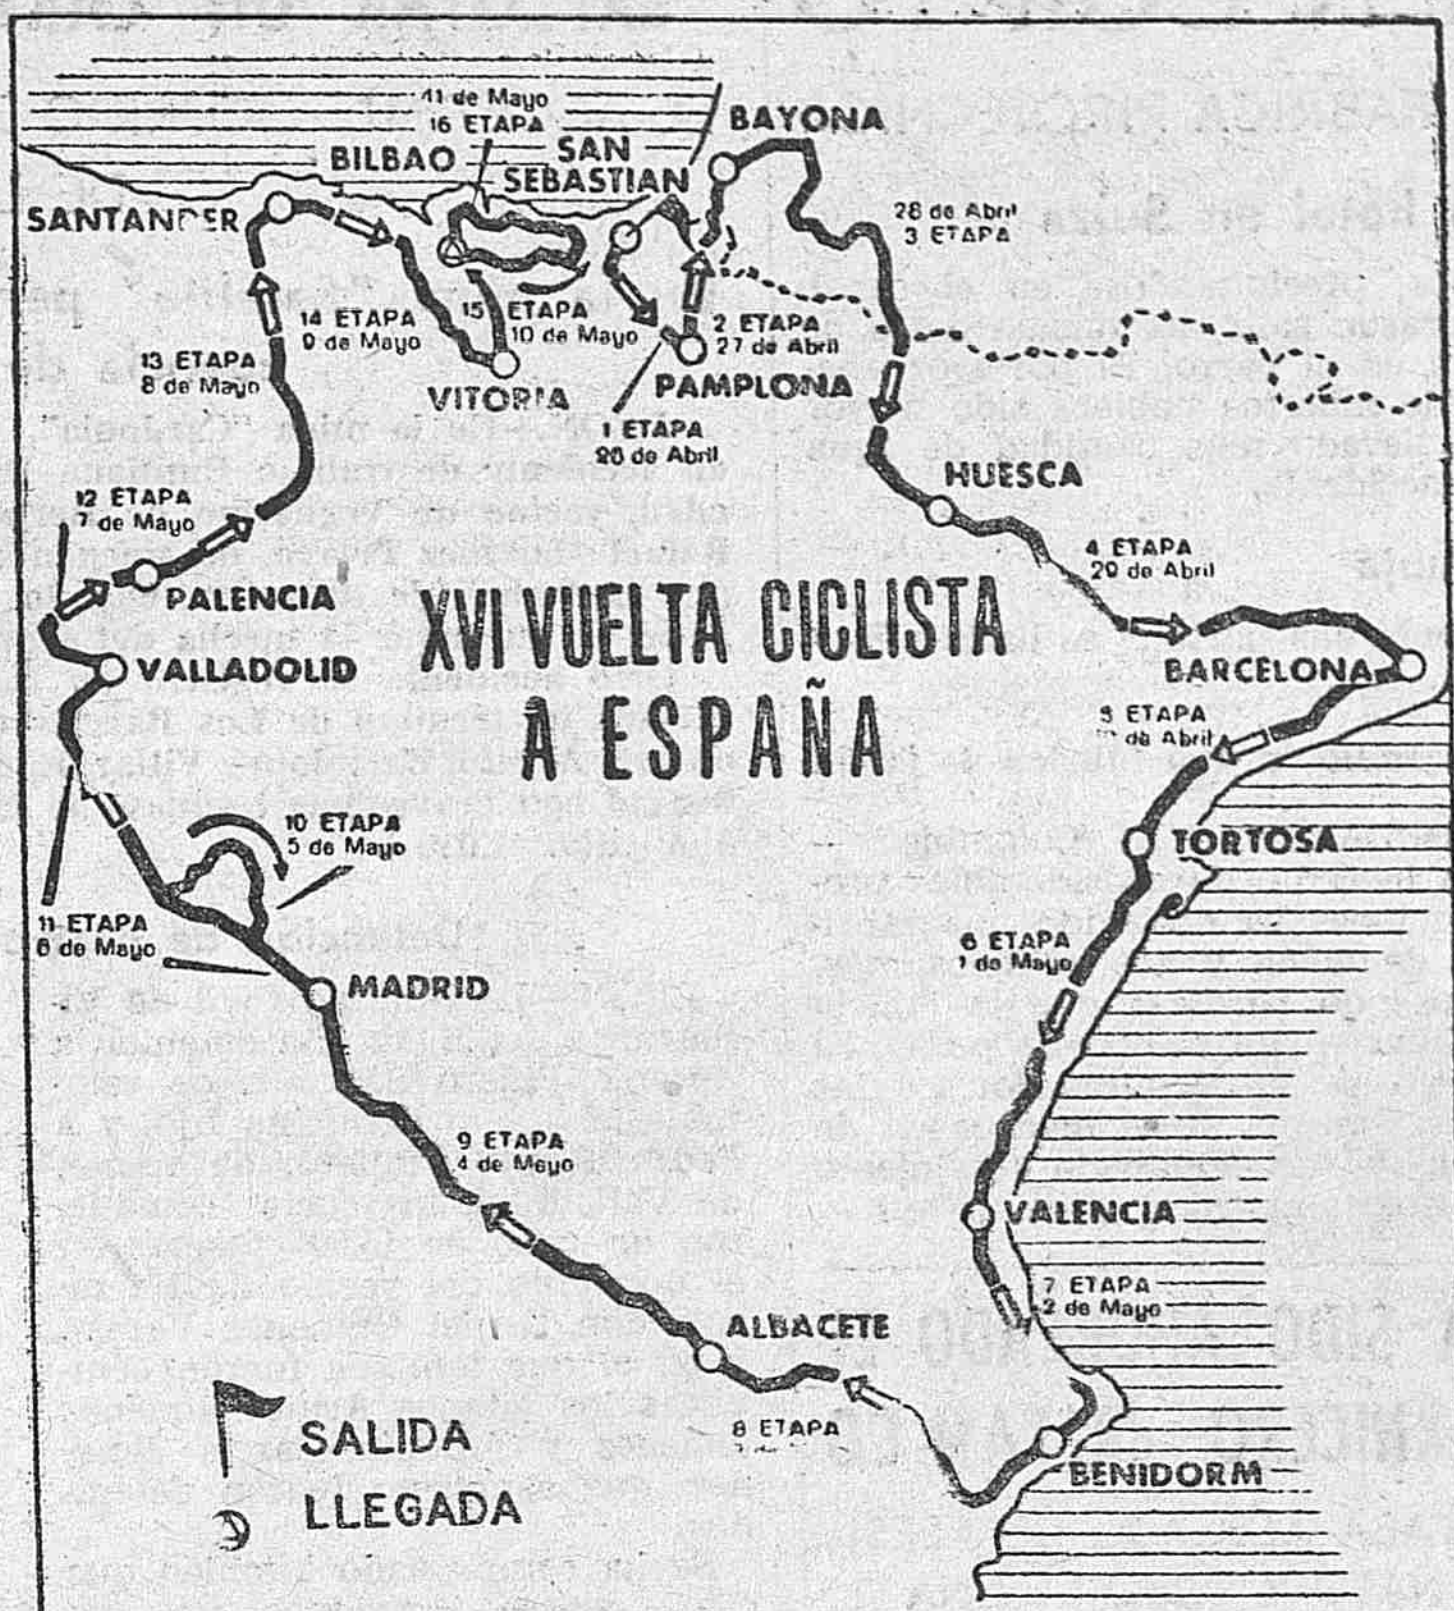 11 de Mayo
16 ETAPA
BAYONA
BILBAO
SAN
SEBASTIAN
SANTANDER
28 de Abril
3 ETAPA
14 ETAPA
9 de Mayo
15 ETAPA
10 de Mayo
2 ETAPA
27 de Abril
13 ETAPA
8 de Mayo
VITORIA
PAMPLONA
1 ETAPA
26 de Abril
HUESCA
12 ETAPA
7 de Mayo
4 ETAPA
29 de Abril
PALENCIA
XVI VUELTA CICLISTA
A ESPAÑA
VALLADOLID
BARCELONA
5 ETAPA
de Abril
10 ETAPA
5 de Mayo
TORTOSA
11 ETAPA
6 de Mayo
6 ETAPA
1 de Mayo
MADRID
9 ETAPA
4 de Mayo
VALENCIA
7 ETAPA
2 de Mayo
ALBACETE
8 ETAPA
BENIDORM
SALIDA
LLEGADA